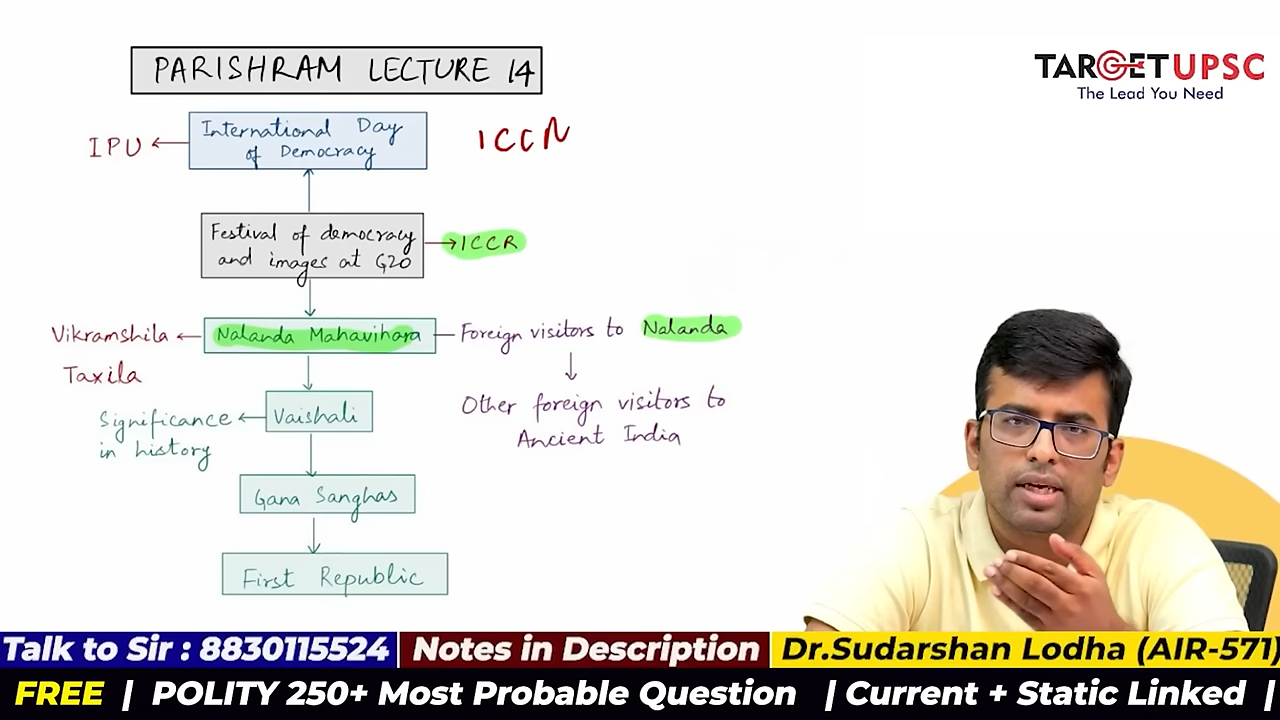 PARISHRAM LECTURE 14
TARGETUPSC
The Lead You Need
International Day
of Democracy
IPU
ICCR
Festival of democracy
and images at G20
ICCR
Vikramshila
Taxila
Nalanda Mahavihara
Foreign visitors to Nalanda
Other foreign visitors to
Ancient India
Significance
in history
Vaishali
Gana Sanghas
First Republic
Talk to Sir : 8830115524
Notes in Description
Dr.Sudarshan Lodha (AIR-571)
FREE | POLITY 250+ Most Probable Question | Current + Static Linked |